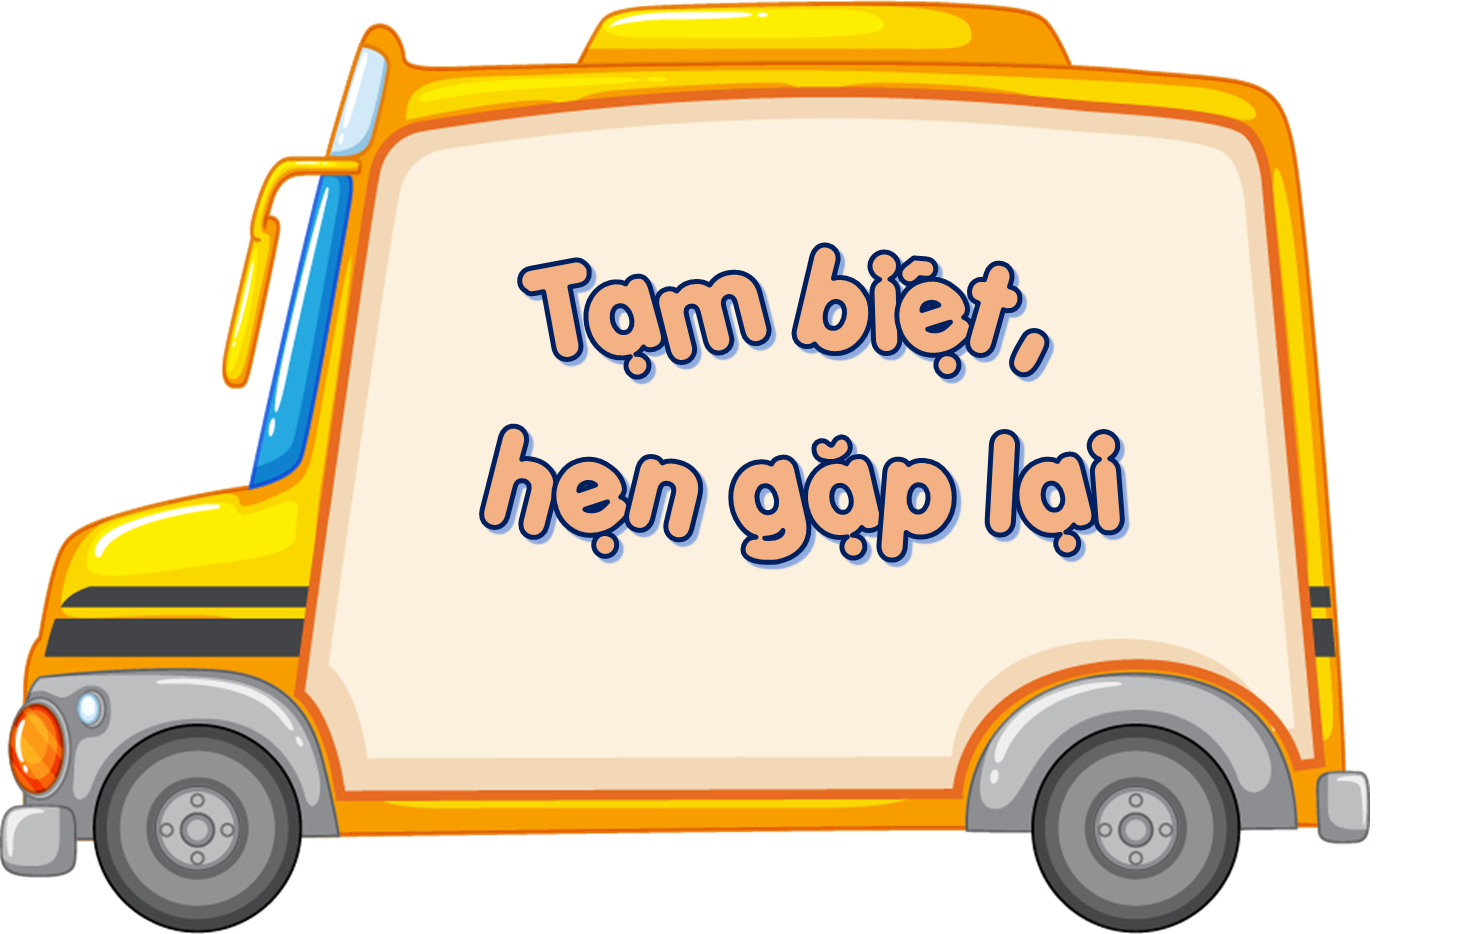 Tạm biệt,
hẹn gặp lại